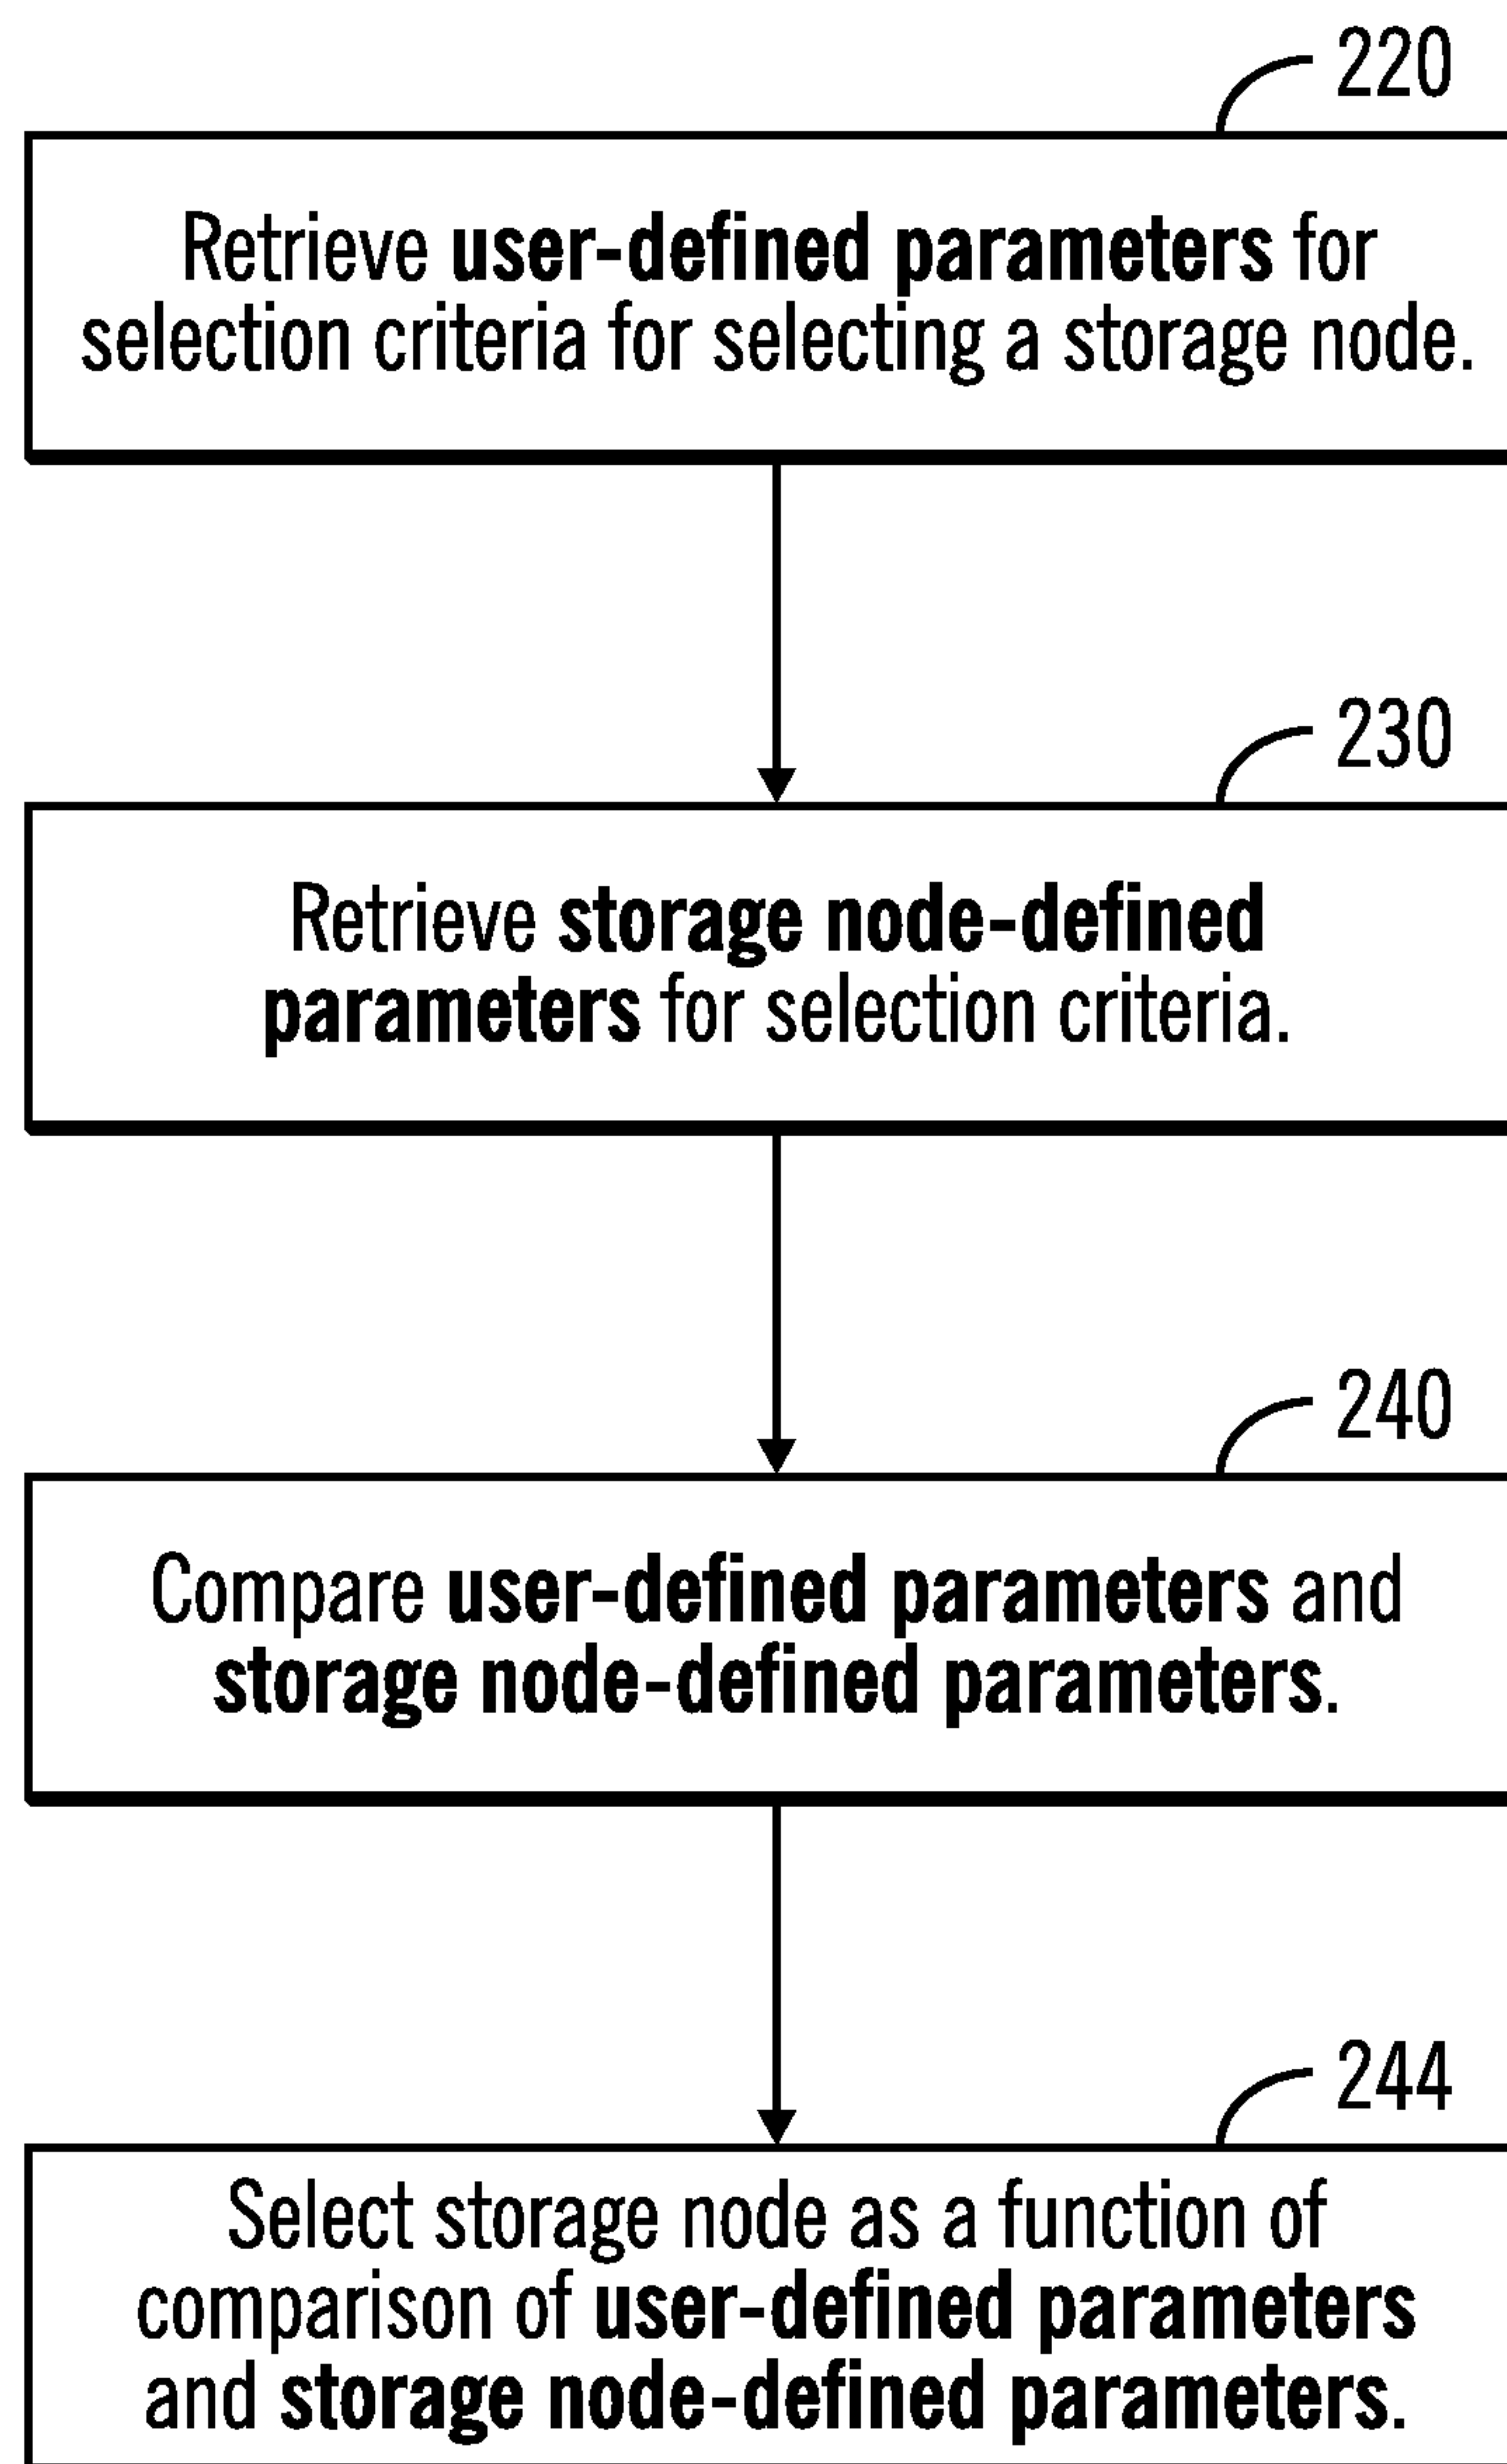 220
Retrieve user-defined parameters for
selection criteria for selecting a storage node.
230
Retrieve storage node-defined
parameters for selection criteria.
240
Compare user-defined parameters and
storage node-defined parameters.
244
Select storage node as a function of
comparison of user-defined parameters
and storage node-defined parameters.